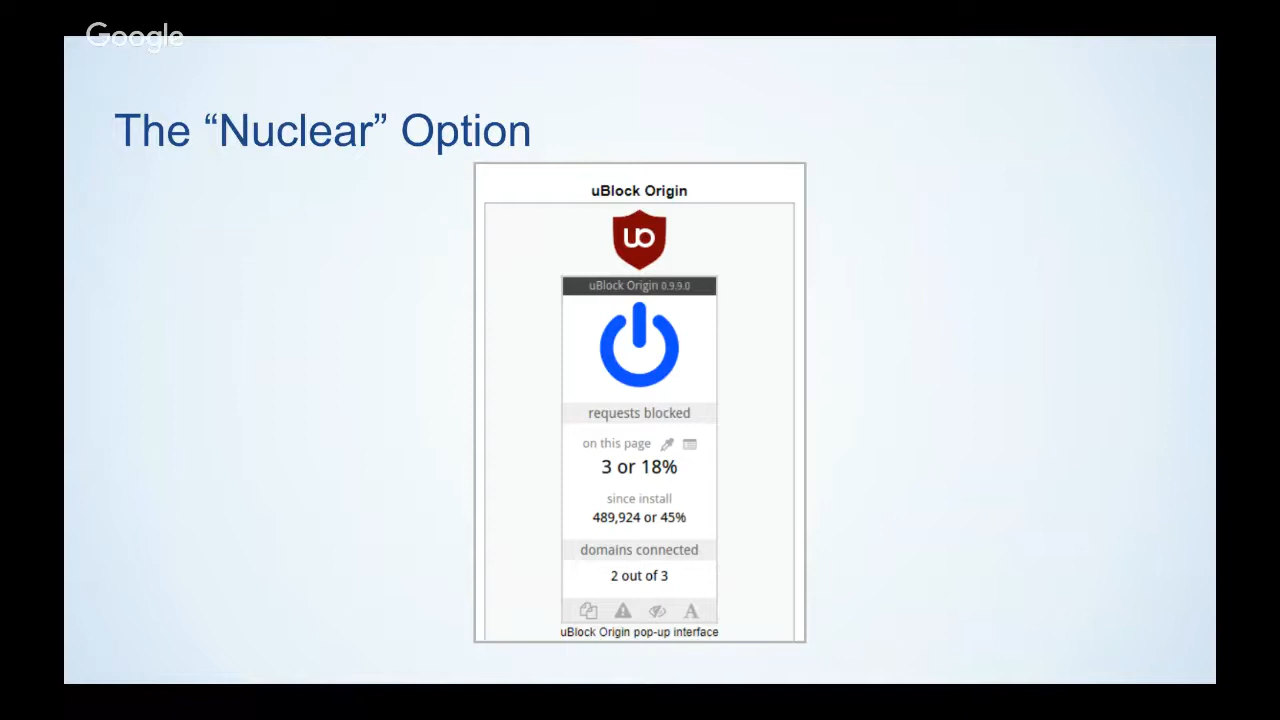 Google
The “Nuclear” Option
uBlock Origin
uo
uBlock Origin 0.9.9.0
requests blocked
on this page
3 or 18%
since install
489,924 or 45%
domains connected
2 out of 3
A
uBlock Origin pop-up interface